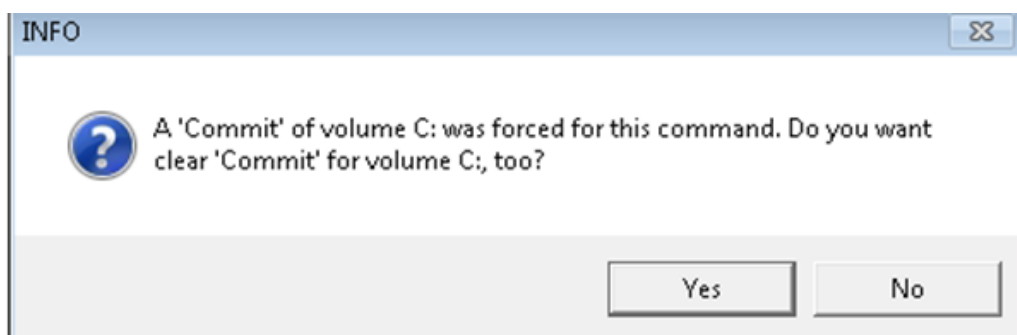 INFO
A 'Commit' of volume C: was forced for this command. Do you want
clear 'Commit' for volume C:, too?
Yes
No